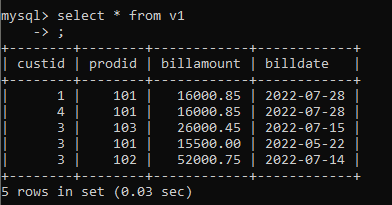 mysql> select * from v1
    -> ;
+--------+--------+------------+------------+
| custid | prodid | billamount | billdate   |
+--------+--------+------------+------------+
|      1 |    101 |   16000.85 | 2022-07-28 |
|      4 |    101 |   16000.85 | 2022-07-28 |
|      3 |    103 |   26000.45 | 2022-07-15 |
|      3 |    101 |   15500.00 | 2022-05-22 |
|      3 |    102 |   52000.75 | 2022-07-14 |
+--------+--------+------------+------------+
5 rows in set (0.03 sec)